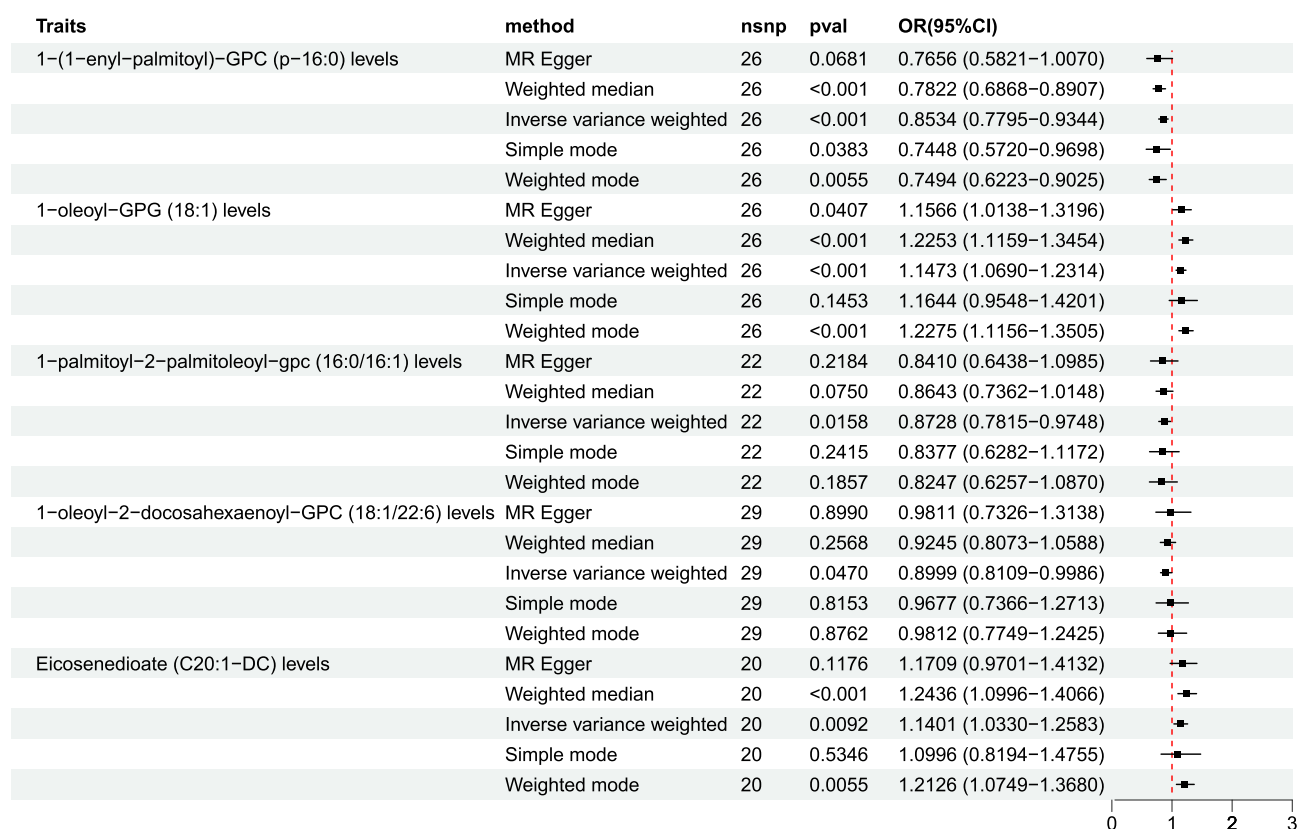 Traits method nsnp pval OR(95%CI)
1−(1−enyl−palmitoyl)−GPC (p−16:0) levels MR Egger 26 0.0681 0.7656 (0.5821−1.0070)
Weighted median 26 <0.001 0.7822 (0.6868−0.8907)
Inverse variance weighted 26 <0.001 0.8534 (0.7795−0.9344)
Simple mode 26 0.0383 0.7448 (0.5720−0.9698)
Weighted mode 26 0.0055 0.7494 (0.6223−0.9025)
1−oleoyl−GPG (18:1) levels MR Egger 26 0.0407 1.1566 (1.0138−1.3196)
Weighted median 26 <0.001 1.2253 (1.1159−1.3454)
Inverse variance weighted 26 <0.001 1.1473 (1.0690−1.2314)
Simple mode 26 0.1453 1.1644 (0.9548−1.4201)
Weighted mode 26 <0.001 1.2275 (1.1156−1.3505)
1−palmitoyl−2−palmitoleoyl−gpc (16:0/16:1) levels MR Egger 22 0.2184 0.8410 (0.6438−1.0985)
Weighted median 22 0.0750 0.8643 (0.7362−1.0148)
Inverse variance weighted 22 0.0158 0.8728 (0.7815−0.9748)
Simple mode 22 0.2415 0.8377 (0.6282−1.1172)
Weighted mode 22 0.1857 0.8247 (0.6257−1.0870)
1−oleoyl−2−docosahexaenoyl−GPC (18:1/22:6) levels MR Egger 29 0.8990 0.9811 (0.7326−1.3138)
Weighted median 29 0.2568 0.9245 (0.8073−1.0588)
Inverse variance weighted 29 0.0470 0.8999 (0.8109−0.9986)
Simple mode 29 0.8153 0.9677 (0.7366−1.2713)
Weighted mode 29 0.8762 0.9812 (0.7749−1.2425)
Eicosenedioate (C20:1−DC) levels MR Egger 20 0.1176 1.1709 (0.9701−1.4132)
Weighted median 20 <0.001 1.2436 (1.0996−1.4066)
Inverse variance weighted 20 0.0092 1.1401 (1.0330−1.2583)
Simple mode 20 0.5346 1.0996 (0.8194−1.4755)
Weighted mode 20 0.0055 1.2126 (1.0749−1.3680)
0 1 2 3